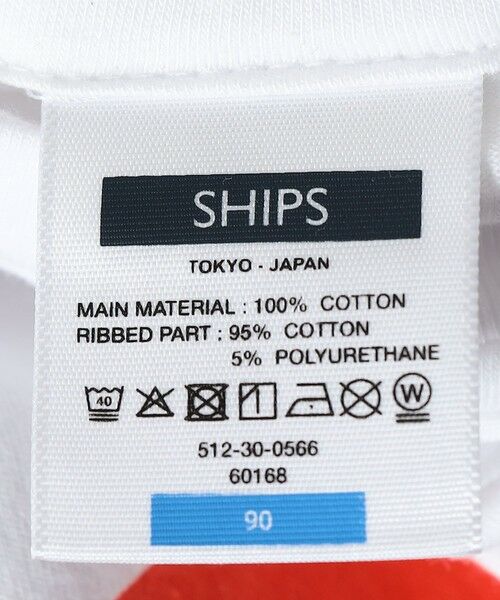 SHIPS
TOKYO - JAPAN
MAIN MATERIAL : 100% COTTON
RIBBED PART : 95% COTTON
5% POLYURETHANE
40 W
512-30-0566
60168
90